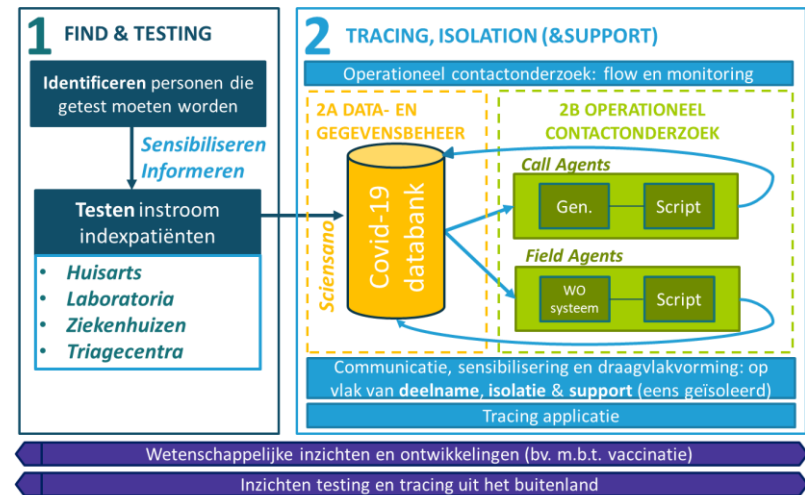 1 FIND & TESTING
Identificeren personen die
getest moeten worden
Sensibiliseren
Informeren
Testen instroom
indexpatiënten
• Huisarts
• Laboratoria
• Ziekenhuizen
• Triagecentra
2 TRACING, ISOLATION (&SUPPORT)
Operationeel contactonderzoek: flow en monitoring
2A DATA- EN
GEGEVENSBEHEER
Sciensano
Covid-19
databank
2B OPERATIONEEL
CONTACTONDERZOEK
Call Agents
Gen.
Script
Field Agents
WO
systeem
Script
Communicatie, sensibilisering en draagvlakvorming: op
vlak van deelname, isolatie & support (eens geïsoleerd)
Tracing applicatie
Wetenschappelijke inzichten en ontwikkelingen (bv. m.b.t. vaccinatie)
Inzichten testing en tracing uit het buitenland